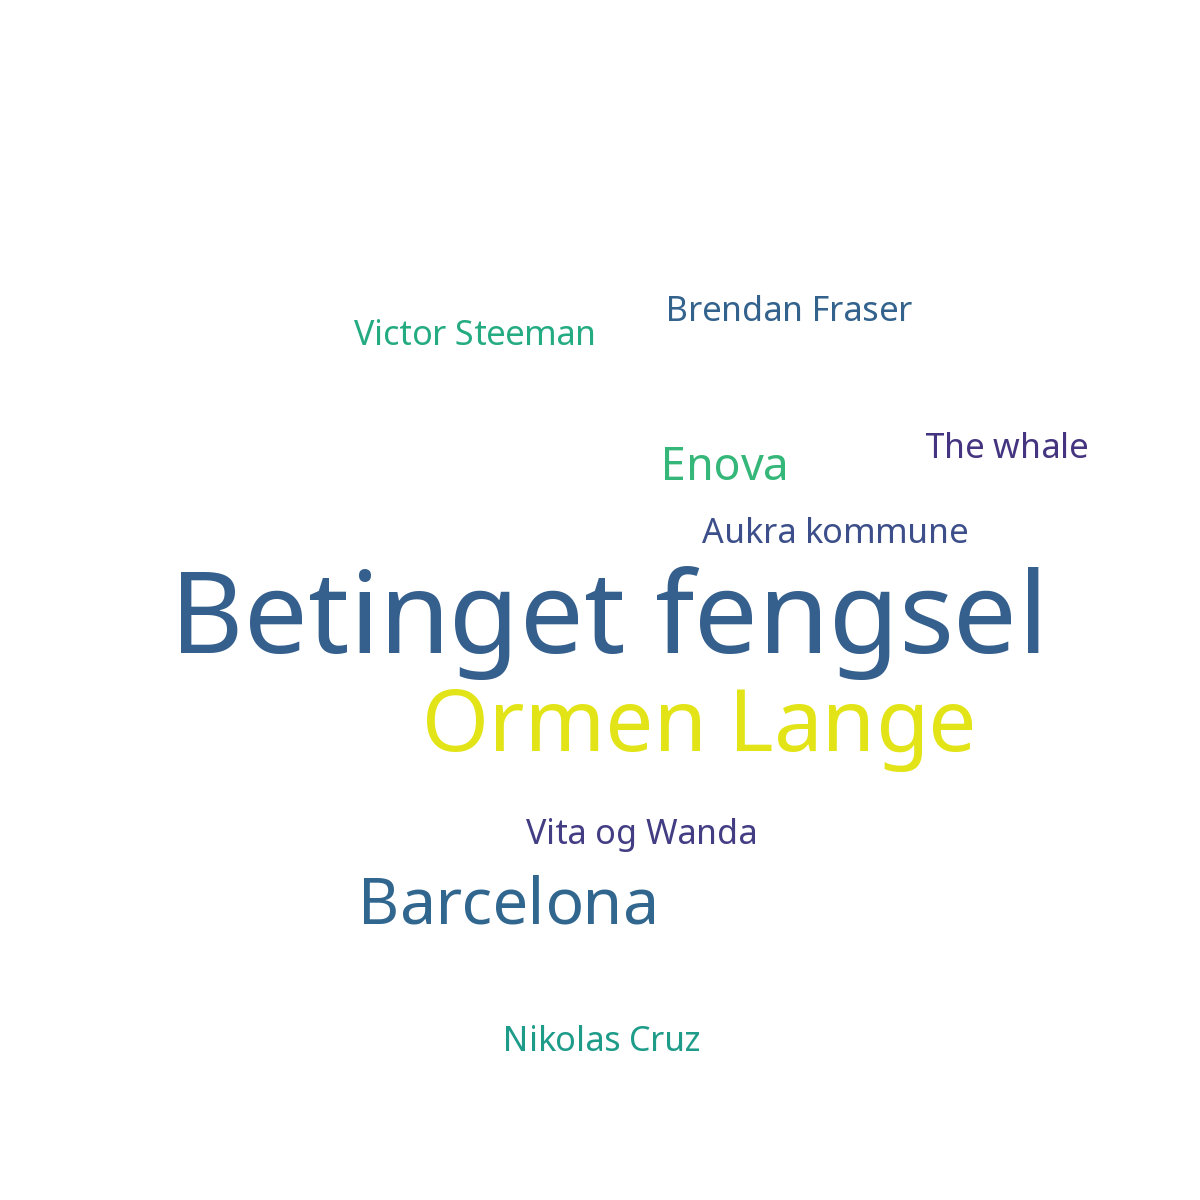 Brendan Fraser
Victor Steeman
The whale
Enova
Aukra kommune
Betinget fengsel
Ormen Lange
Vita og Wanda
Barcelona
Nikolas Cruz